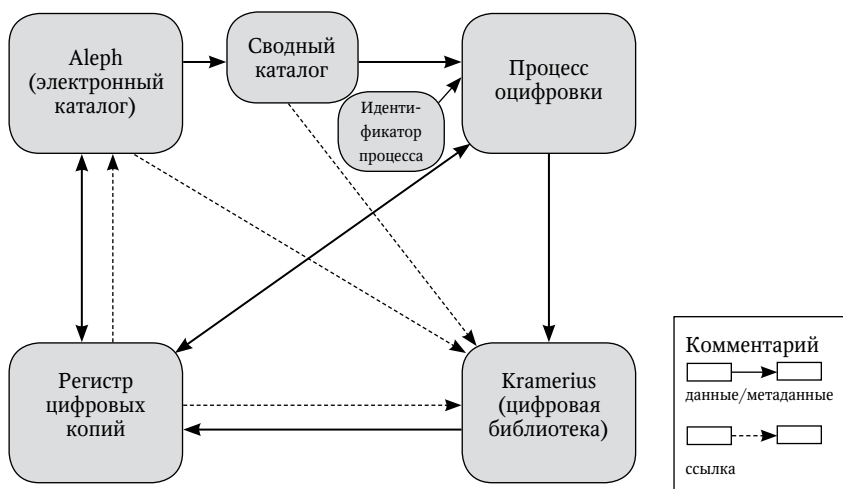 Aleph
(электронный
каталог)
Сводный
каталог
Процесс
оцифровки
Иденти-
фикатор
процесса
Регистр
цифровых
копий
Kramerius
(цифровая
библиотека)
Комментарий
данные/метаданные
ссылка